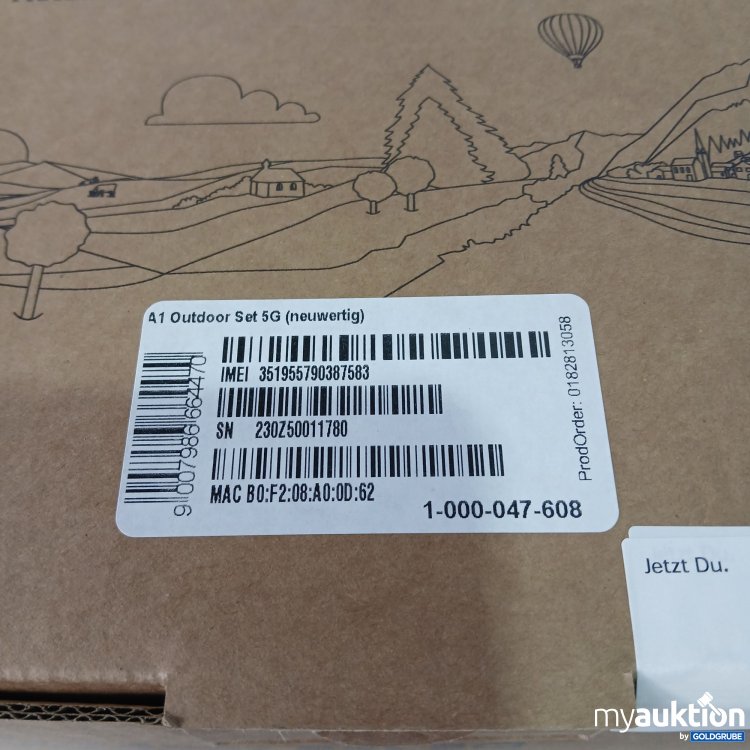 A1 Outdoor Set 5G (neuwertig)
IMEI 351955790387583
SN 230Z50011780
MAC B0:F2:08:A0:0D:62
1-000-047-608
9 007986 664470
ProdOrder: 0182813058
Jetzt Du.
myauktion
by GOLDGRUBE